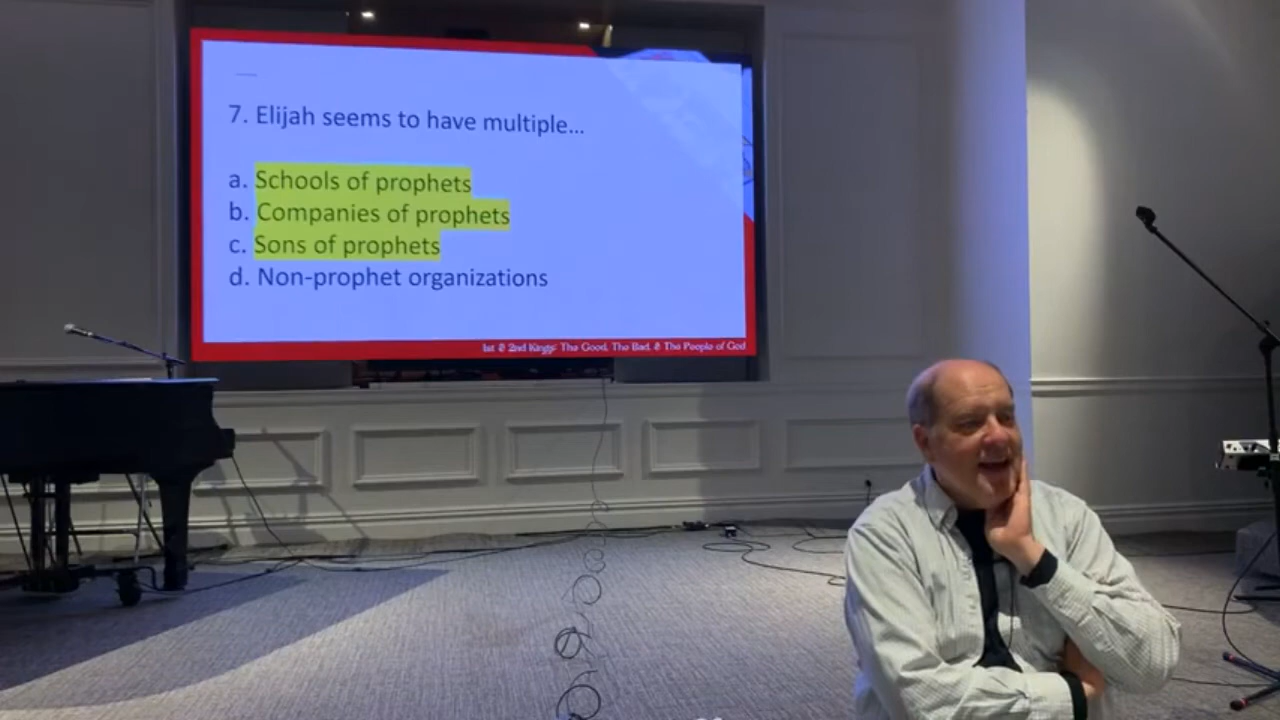 7. Elijah seems to have multiple...
a. Schools of prophets
b. Companies of prophets
c. Sons of prophets
d. Non-prophet organizations
1st & 2nd Kings: The Good, The Bad, & The People of God